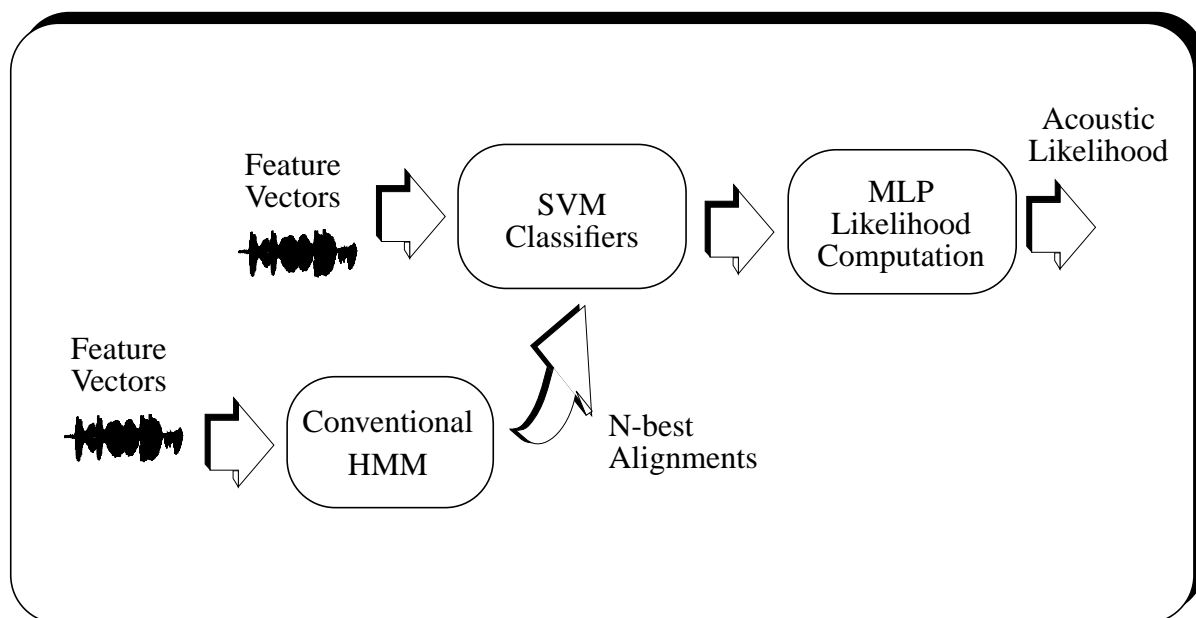 Feature
Vectors
SVM
Classifiers
MLP
Likelihood
Computation
Acoustic
Likelihood
Feature
Vectors
Conventional
HMM
N-best
Alignments